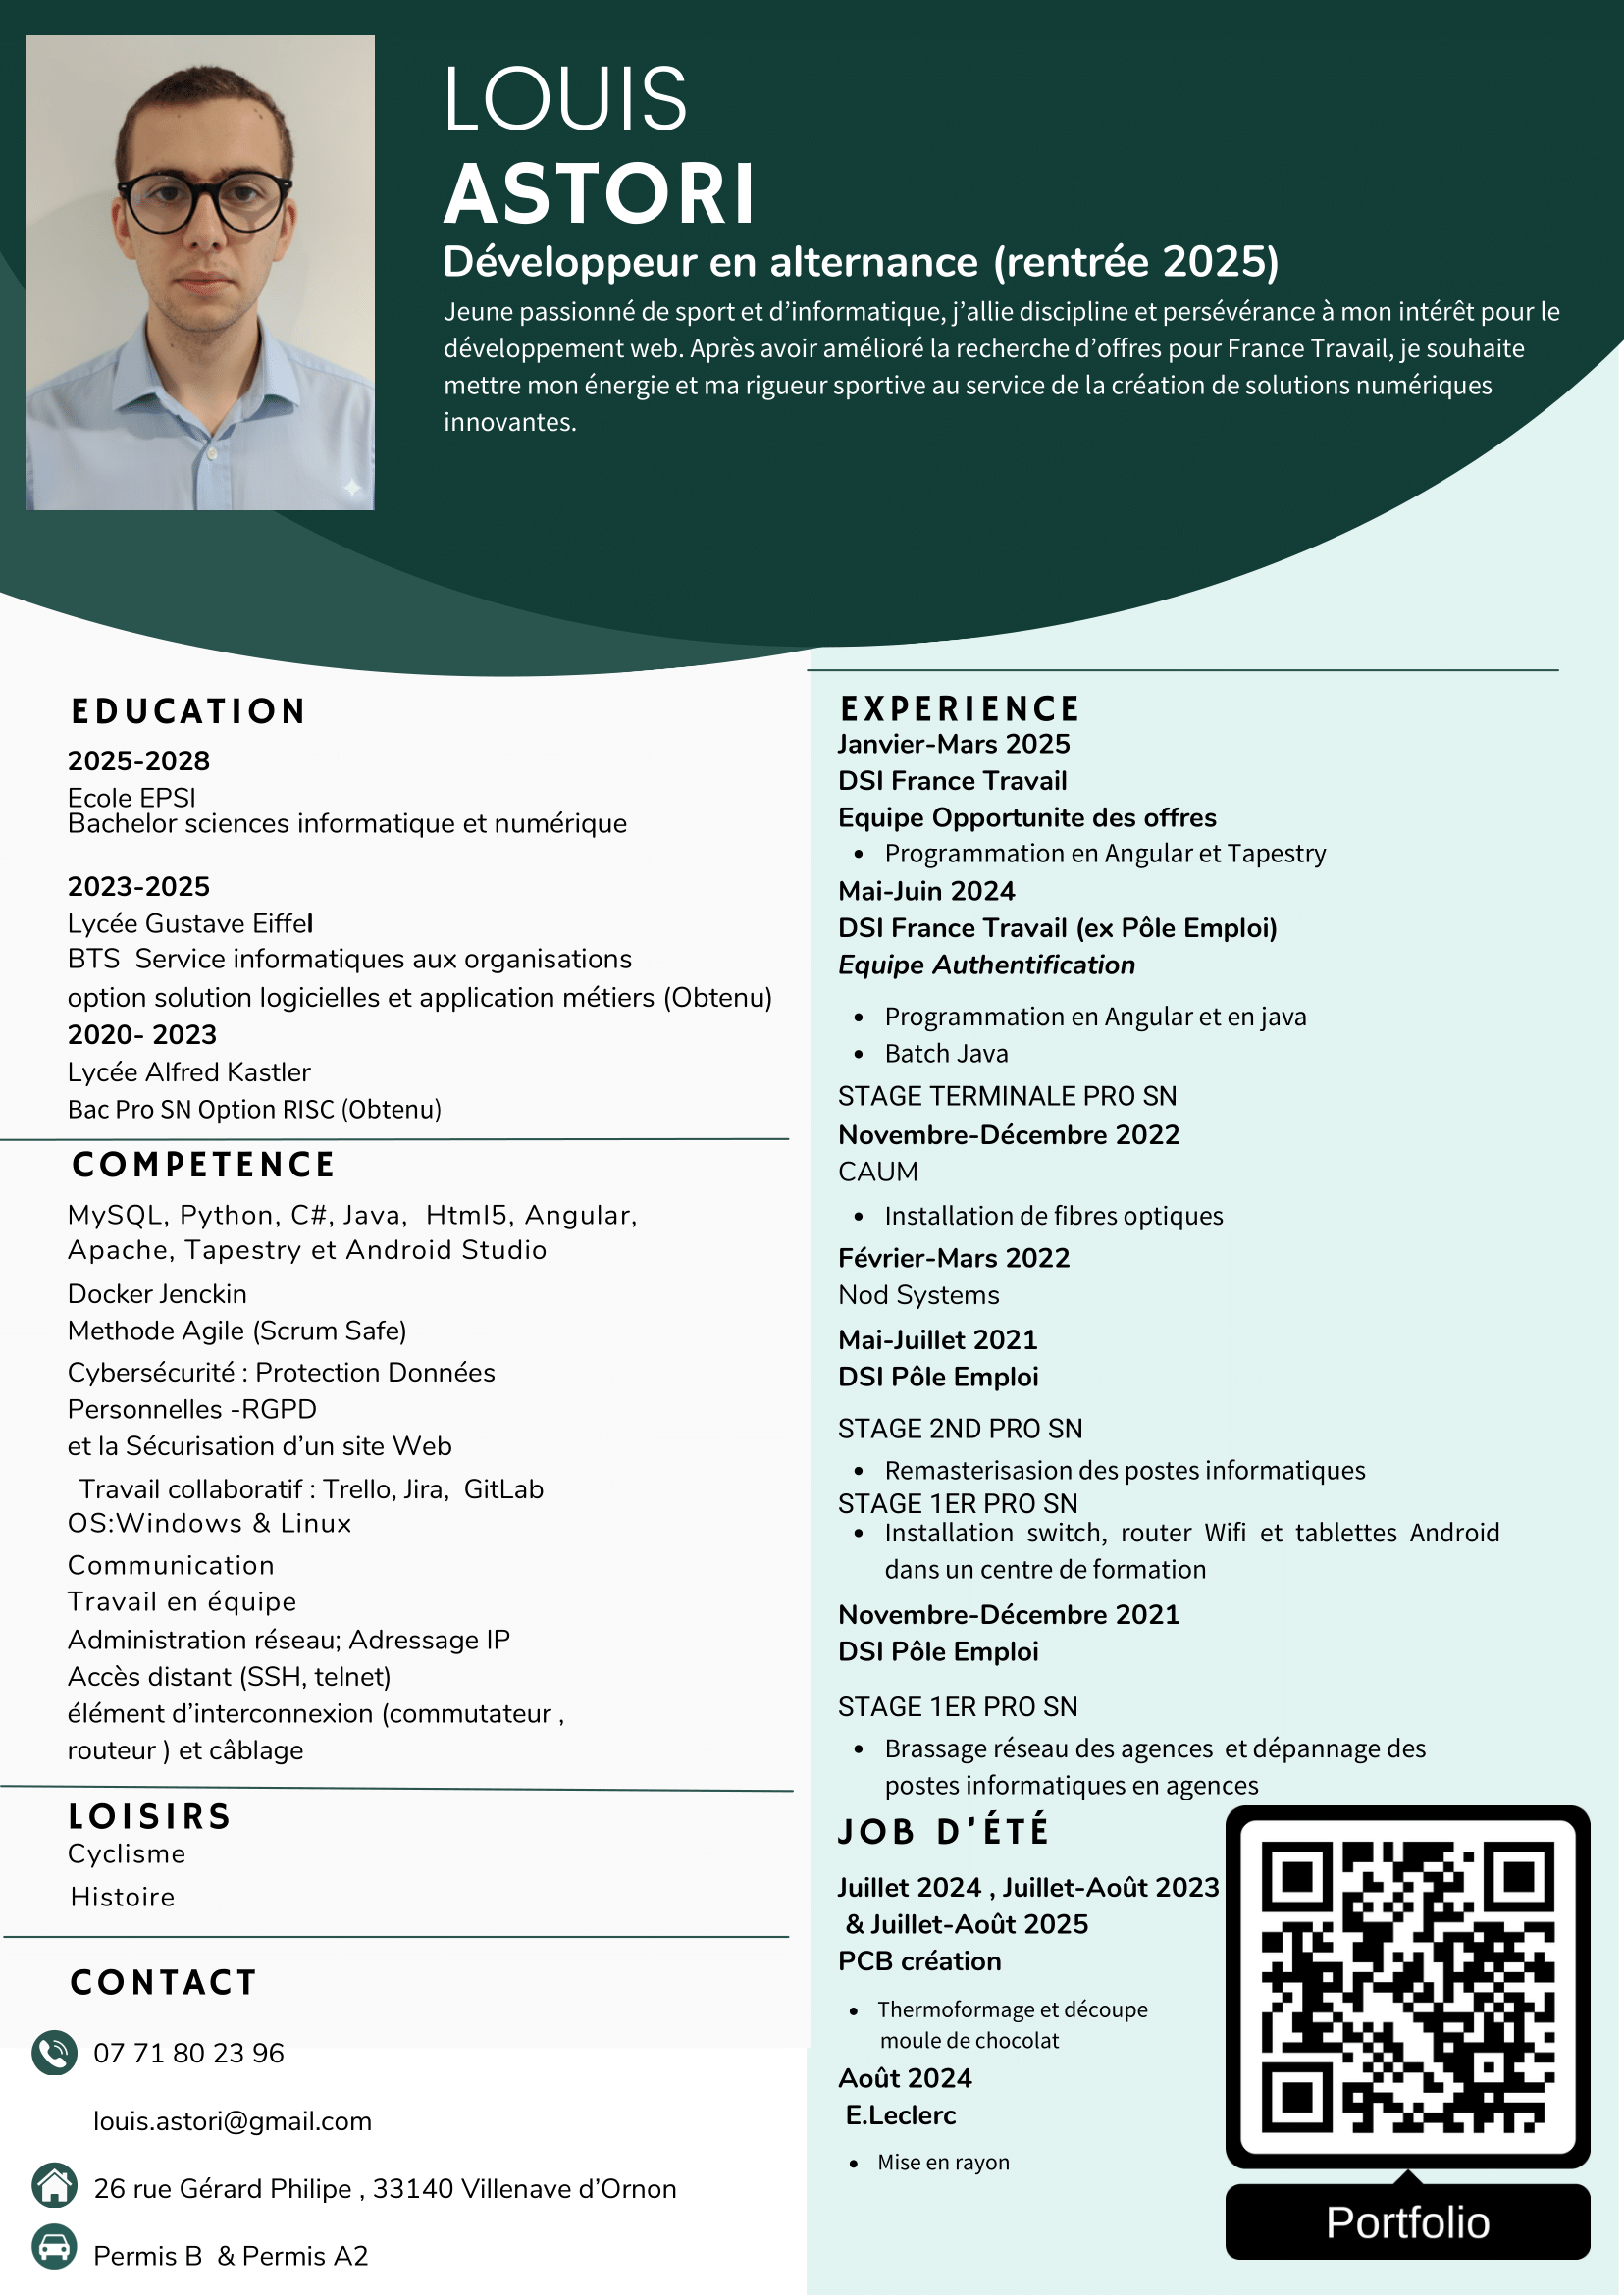 LOUIS
ASTORI
Développeur en alternance (rentrée 2025)
Jeune passionné de sport et d’informatique, j’allie discipline et persévérance à mon intérêt pour le
développement web. Après avoir amélioré la recherche d’offres pour France Travail, je souhaite
mettre mon énergie et ma rigueur sportive au service de la création de solutions numériques
innovantes.
EDUCATION
2025-2028
Ecole EPSI
Bachelor sciences informatique et numérique
2023-2025
Lycée Gustave Eiffel
BTS  Service informatiques aux organisations
option solution logicielles et application métiers (Obtenu)
2020- 2023
Lycée Alfred Kastler
Bac Pro SN Option RISC (Obtenu)
COMPETENCE
MySQL, Python, C#, Java,  Html5, Angular,
Apache, Tapestry et Android Studio
Docker Jenckin
Methode Agile (Scrum Safe)
Cybersécurité : Protection Données
Personnelles -RGPD
et la Sécurisation d’un site Web
Travail collaboratif : Trello, Jira,  GitLab
OS:Windows & Linux
Communication
Travail en équipe
Administration réseau; Adressage IP
Accès distant (SSH, telnet)
élément d’interconnexion (commutateur ,
routeur ) et câblage
LOISIRS
Cyclisme
Histoire
CONTACT
07 71 80 23 96
louis.astori@gmail.com
26 rue Gérard Philipe , 33140 Villenave d’Ornon
Permis B  & Permis A2
EXPERIENCE
Janvier-Mars 2025
DSI France Travail
Equipe Opportunite des offres
• Programmation en Angular et Tapestry
Mai-Juin 2024
DSI France Travail (ex Pôle Emploi)
Equipe Authentification
• Programmation en Angular et en java
• Batch Java
STAGE TERMINALE PRO SN
Novembre-Décembre 2022
CAUM
• Installation de fibres optiques
Février-Mars 2022
Nod Systems
Mai-Juillet 2021
DSI Pôle Emploi
STAGE 2ND PRO SN
• Remasterisasion des postes informatiques
STAGE 1ER PRO SN
• Installation switch, router Wifi et tablettes Android
dans un centre de formation
Novembre-Décembre 2021
DSI Pôle Emploi
STAGE 1ER PRO SN
• Brassage réseau des agences  et dépannage des
postes informatiques en agences
JOB D’ÉTÉ
Juillet 2024 , Juillet-Août 2023
& Juillet-Août 2025
PCB création
• Thermoformage et découpe
moule de chocolat
Août 2024
E.Leclerc
• Mise en rayon
Portfolio